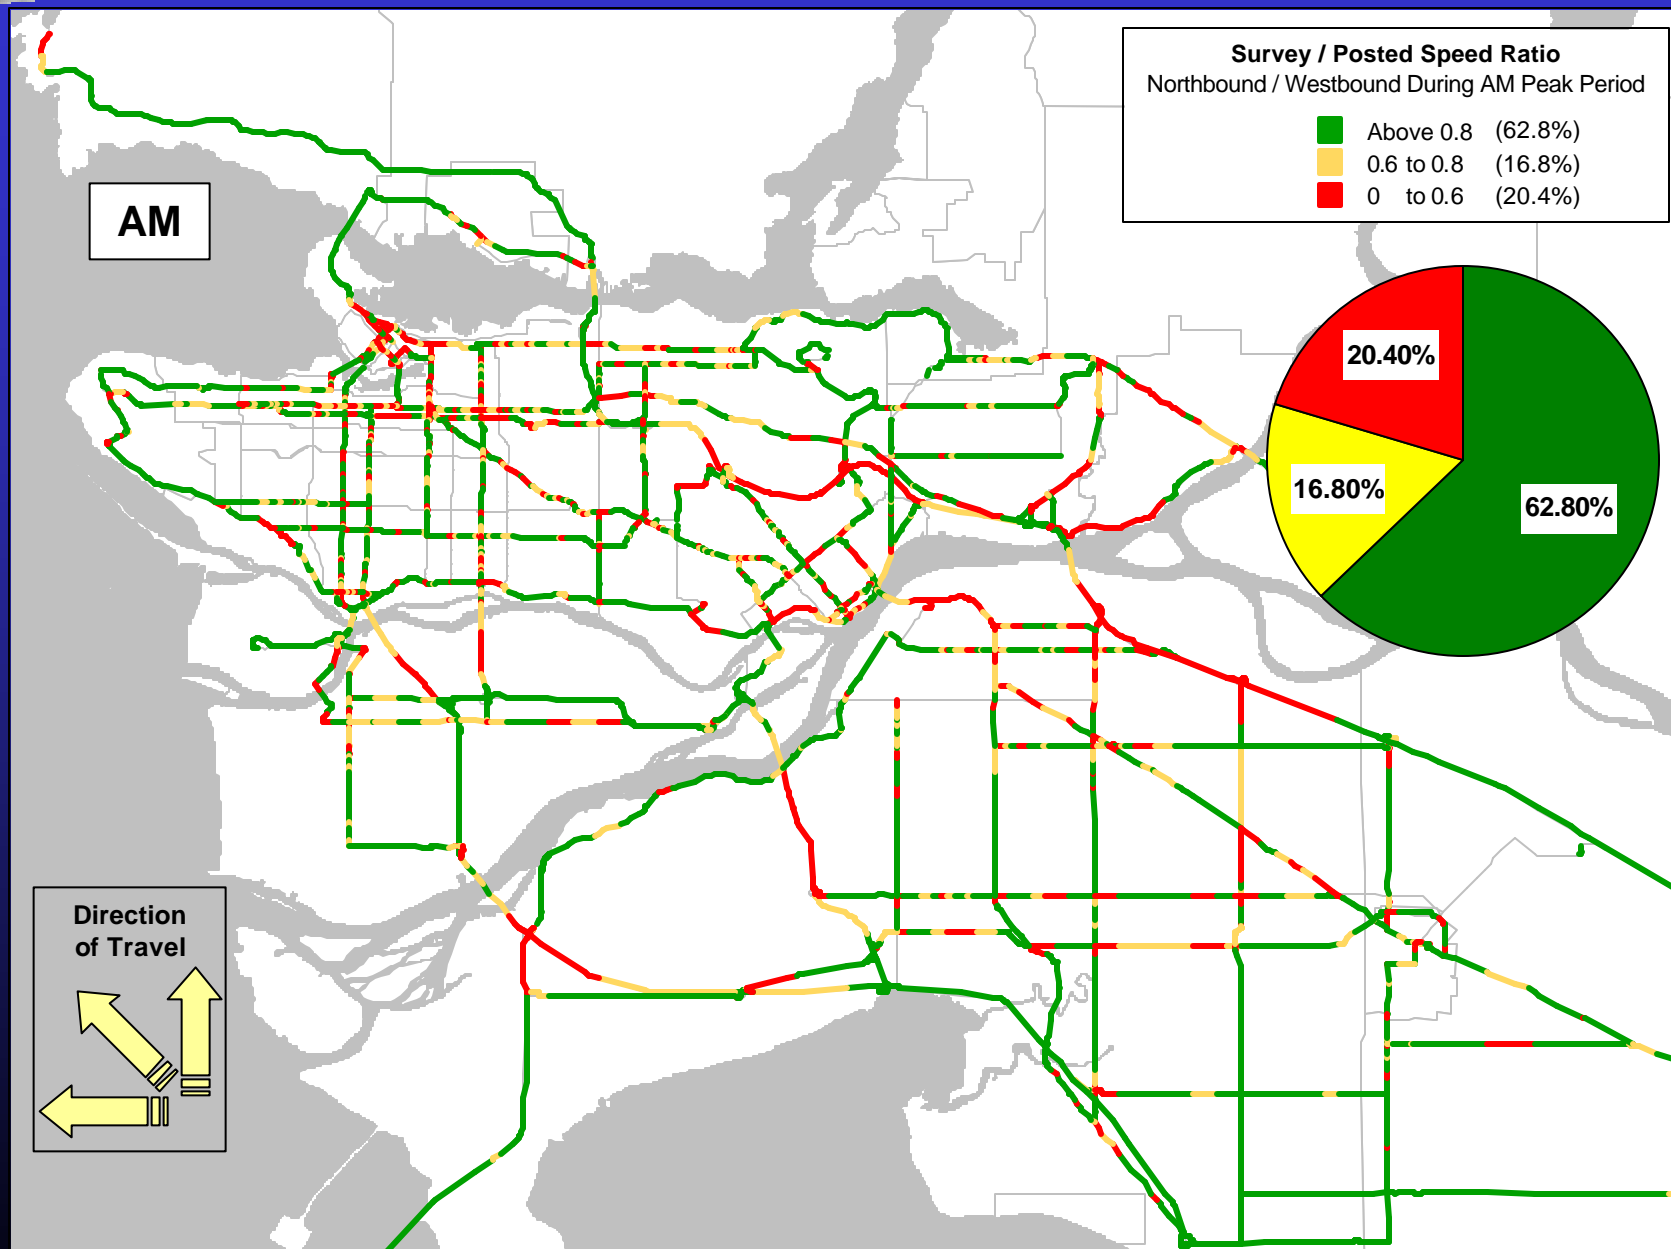 Survey / Posted Speed Ratio
Northbound / Westbound During AM Peak Period
Above 0.8 (62.8%)
0.6 to 0.8 (16.8%)
0 to 0.6 (20.4%)
AM
20.40%
16.80%
62.80%
Direction
of Travel